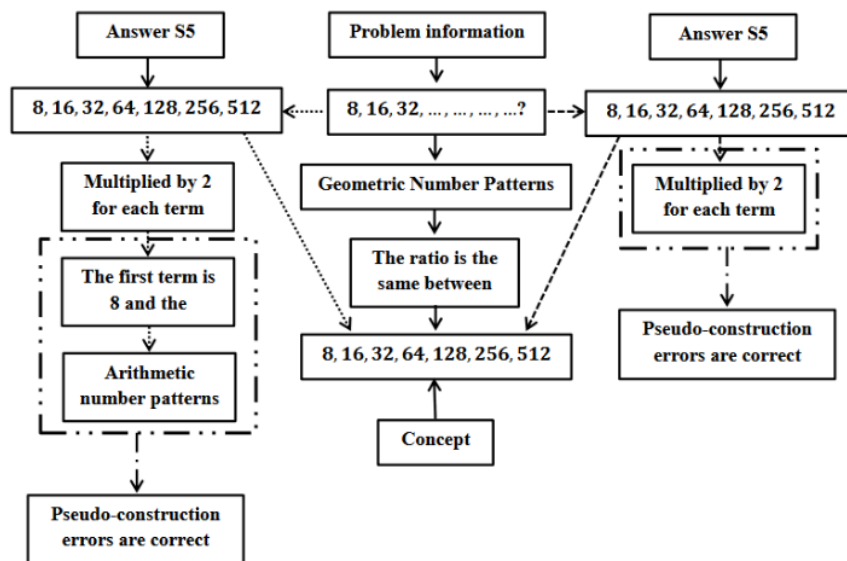 Answer S5
Problem information
Answer S5
8, 16, 32, 64, 128, 256, 512
8, 16, 32, ... , ... , ... , ...?
8, 16, 32, 64, 128, 256, 512
Multiplied by 2
for each term
Geometric Number Patterns
Multiplied by 2
for each term
The first term is
8 and the
The ratio is the
same between
Arithmetic
number patterns
8, 16, 32, 64, 128, 256, 512
Pseudo-construction
errors are correct
Concept
Pseudo-construction
errors are correct